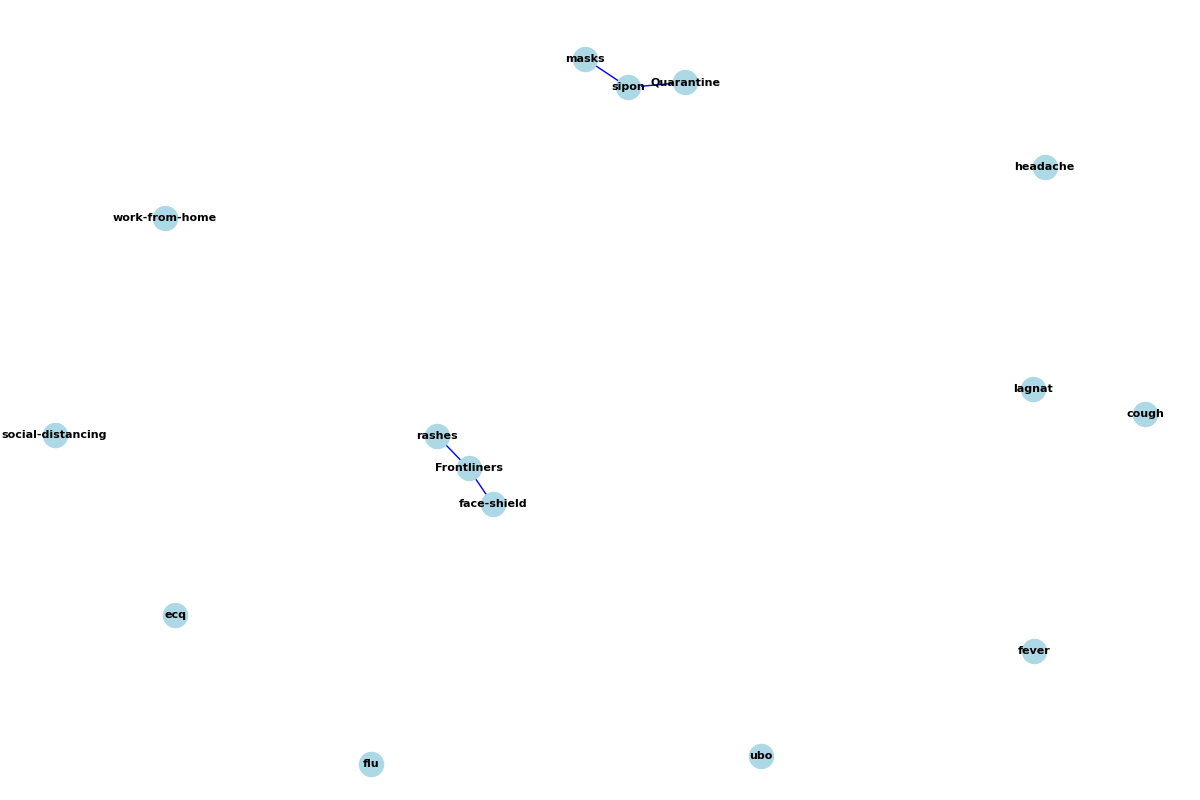 masks
sipon
Quarantine
headache
work-from-home
lagnat
cough
social-distancing
rashes
Frontliners
face-shield
ecq
fever
flu
ubo